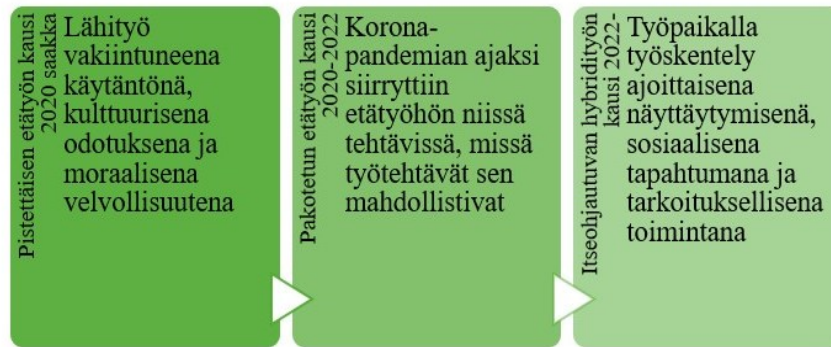 Pistettäisen etätyön kausi
2020 saakka
Lähityö
vakiintuneena
käytäntönä,
kulttuurisena
odotuksena ja
moraalisena
velvollisuutena
Pakotetun etätyön kausi
2020-2022
Korona-
pandemian ajaksi
siirryttiin
etätyöhön niissä
tehtävissä, missä
työtehtävät sen
mahdollistivat
Itseohjautuvan hybridityön
kausi 2022-
Työpaikalla
työskentely
ajoittaisena
näyttäytymisenä,
sosiaalisena
tapahtumana ja
tarkoituksellisena
toimintana